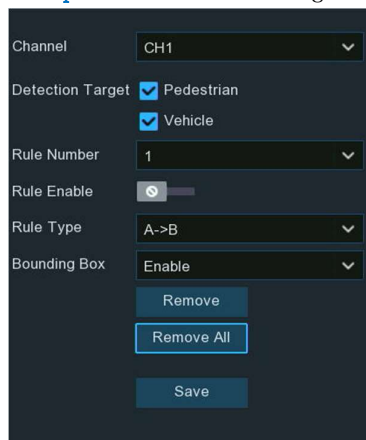 Channel CH1
Detection Target Pedestrian
Vehicle
Rule Number 1
Rule Enable
Rule Type A->B
Bounding Box Enable
Remove
Remove All
Save